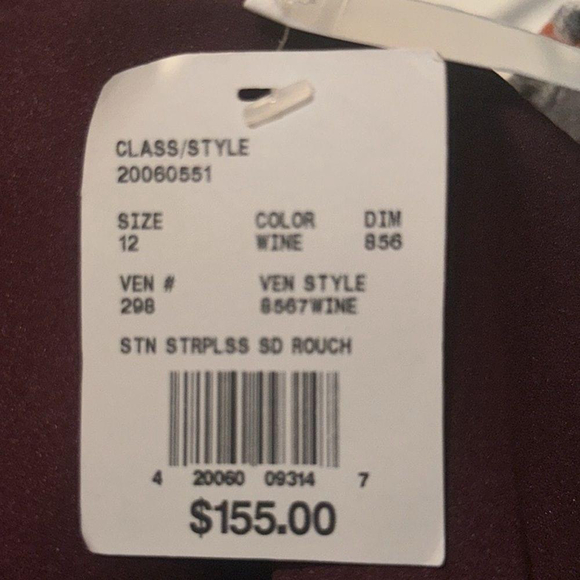 CLASS/STYLE
20060551
SIZE COLOR DIM
12 WINE 856
VEN # VEN STYLE
298 8567WINE
STN STRPLSS SD ROUCH
4 20060 09314 7
$155.00